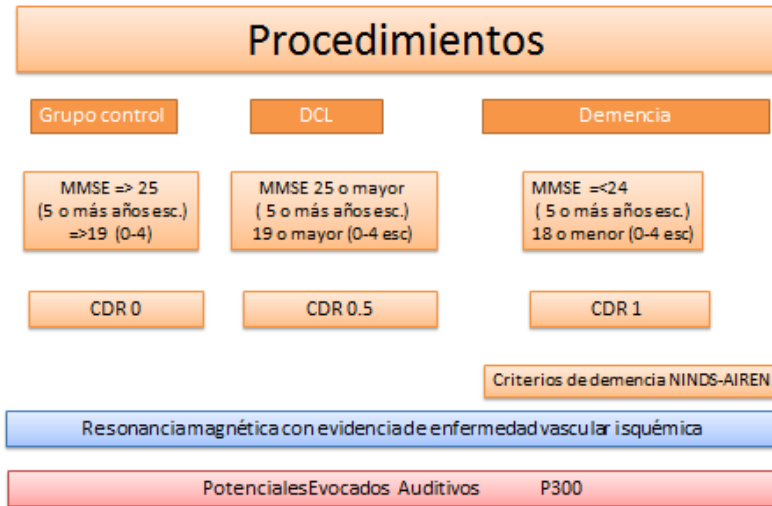 Procedimientos
Grupo control
DCL
Demencia
MMSE => 25
(5 o más años esc.)
=>19 (0-4)
MMSE 25 o mayor
( 5 o más años esc.)
19 o mayor (0-4 esc)
MMSE =<24
( 5 o más años esc.)
18 o menor (0-4 esc)
CDR 0
CDR 0.5
CDR 1
Criterios de demencia NINDS-AIREN
Resonancia magnética con evidencia de enfermedad vascular isquémica
Potenciales Evocados Auditivos P300